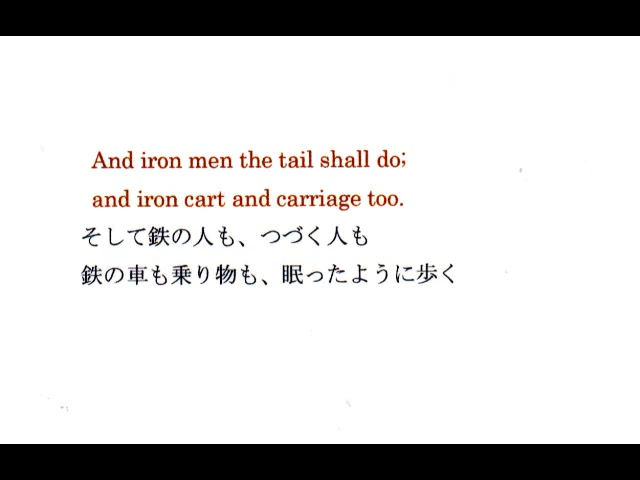 And iron men the tail shall do;
and iron cart and carriage too.
そして鉄の人も、つづく人も
鉄の車も乗り物も、眠ったように歩く